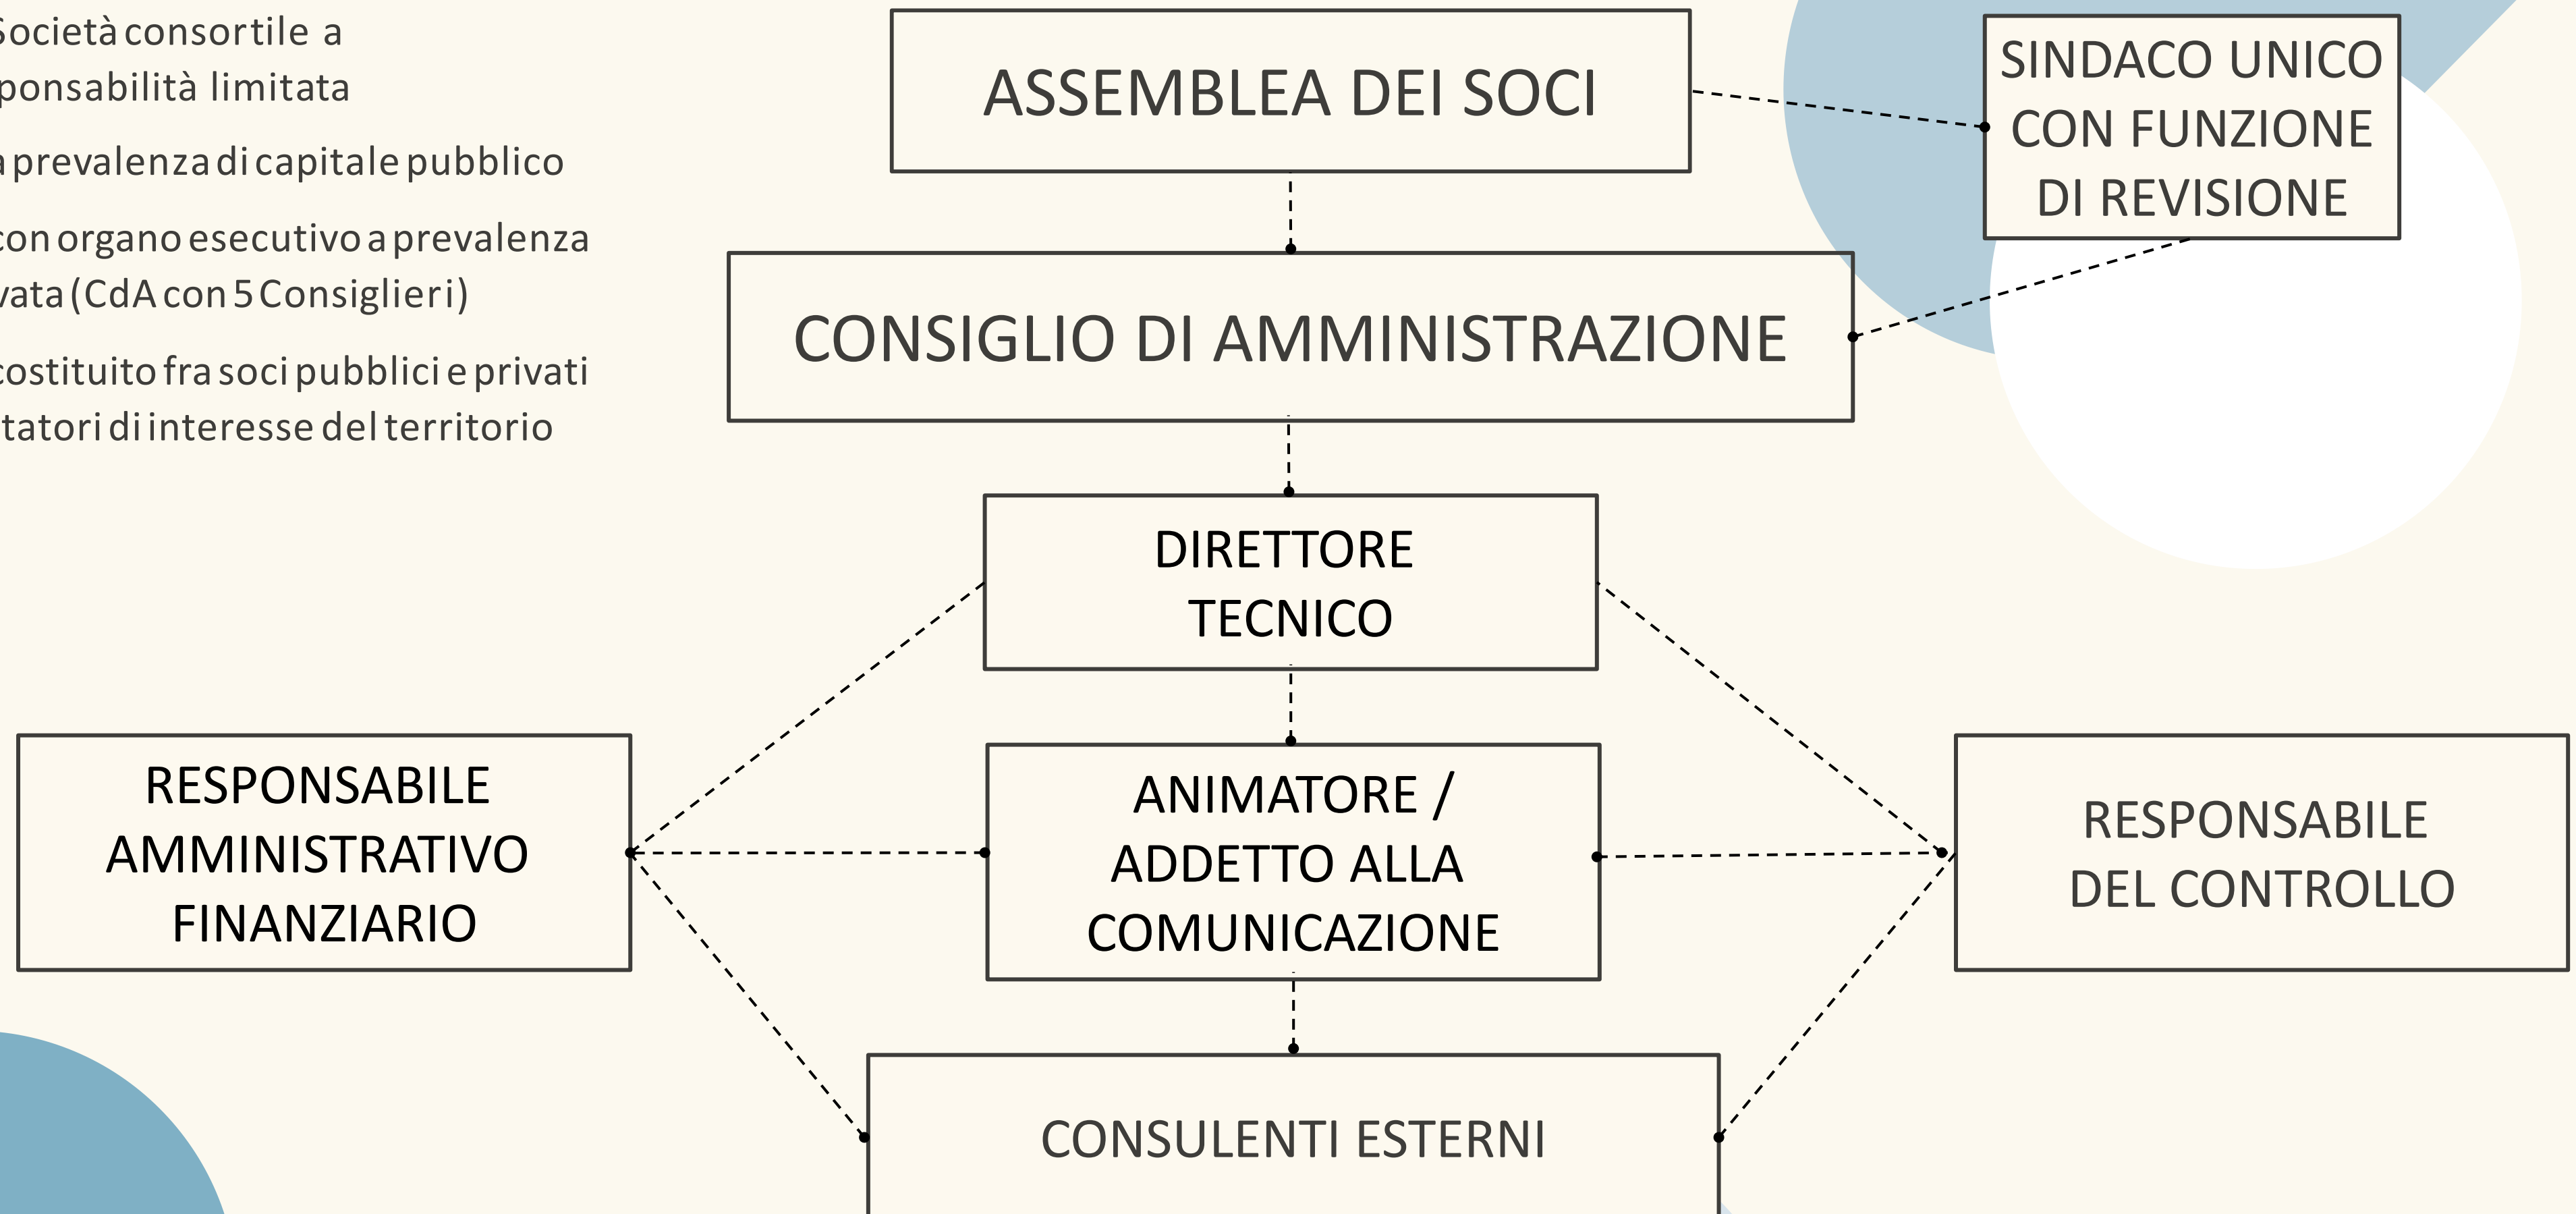 Società consortile a
ponsabilità limitata
a prevalenza di capitale pubblico
con organo esecutivo a prevalenza
vata (CdA con 5 Consiglieri)
costituito fra soci pubblici e privati
tatori di interesse del territorio
ASSEMBLEA DEI SOCI
SINDACO UNICO
CON FUNZIONE
DI REVISIONE
CONSIGLIO DI AMMINISTRAZIONE
DIRETTORE
TECNICO
RESPONSABILE
AMMINISTRATIVO
FINANZIARIO
ANIMATORE /
ADDETTO ALLA
COMUNICAZIONE
RESPONSABILE
DEL CONTROLLO
CONSULENTI ESTERNI